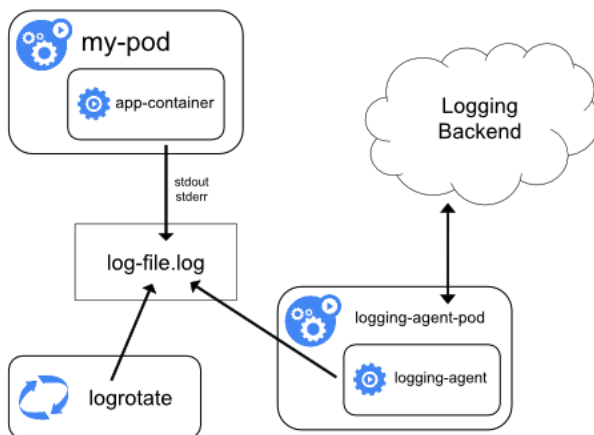 my-pod
app-container
stdout
stderr
Logging
Backend
log-file.log
logging-agent-pod
logging-agent
logrotate